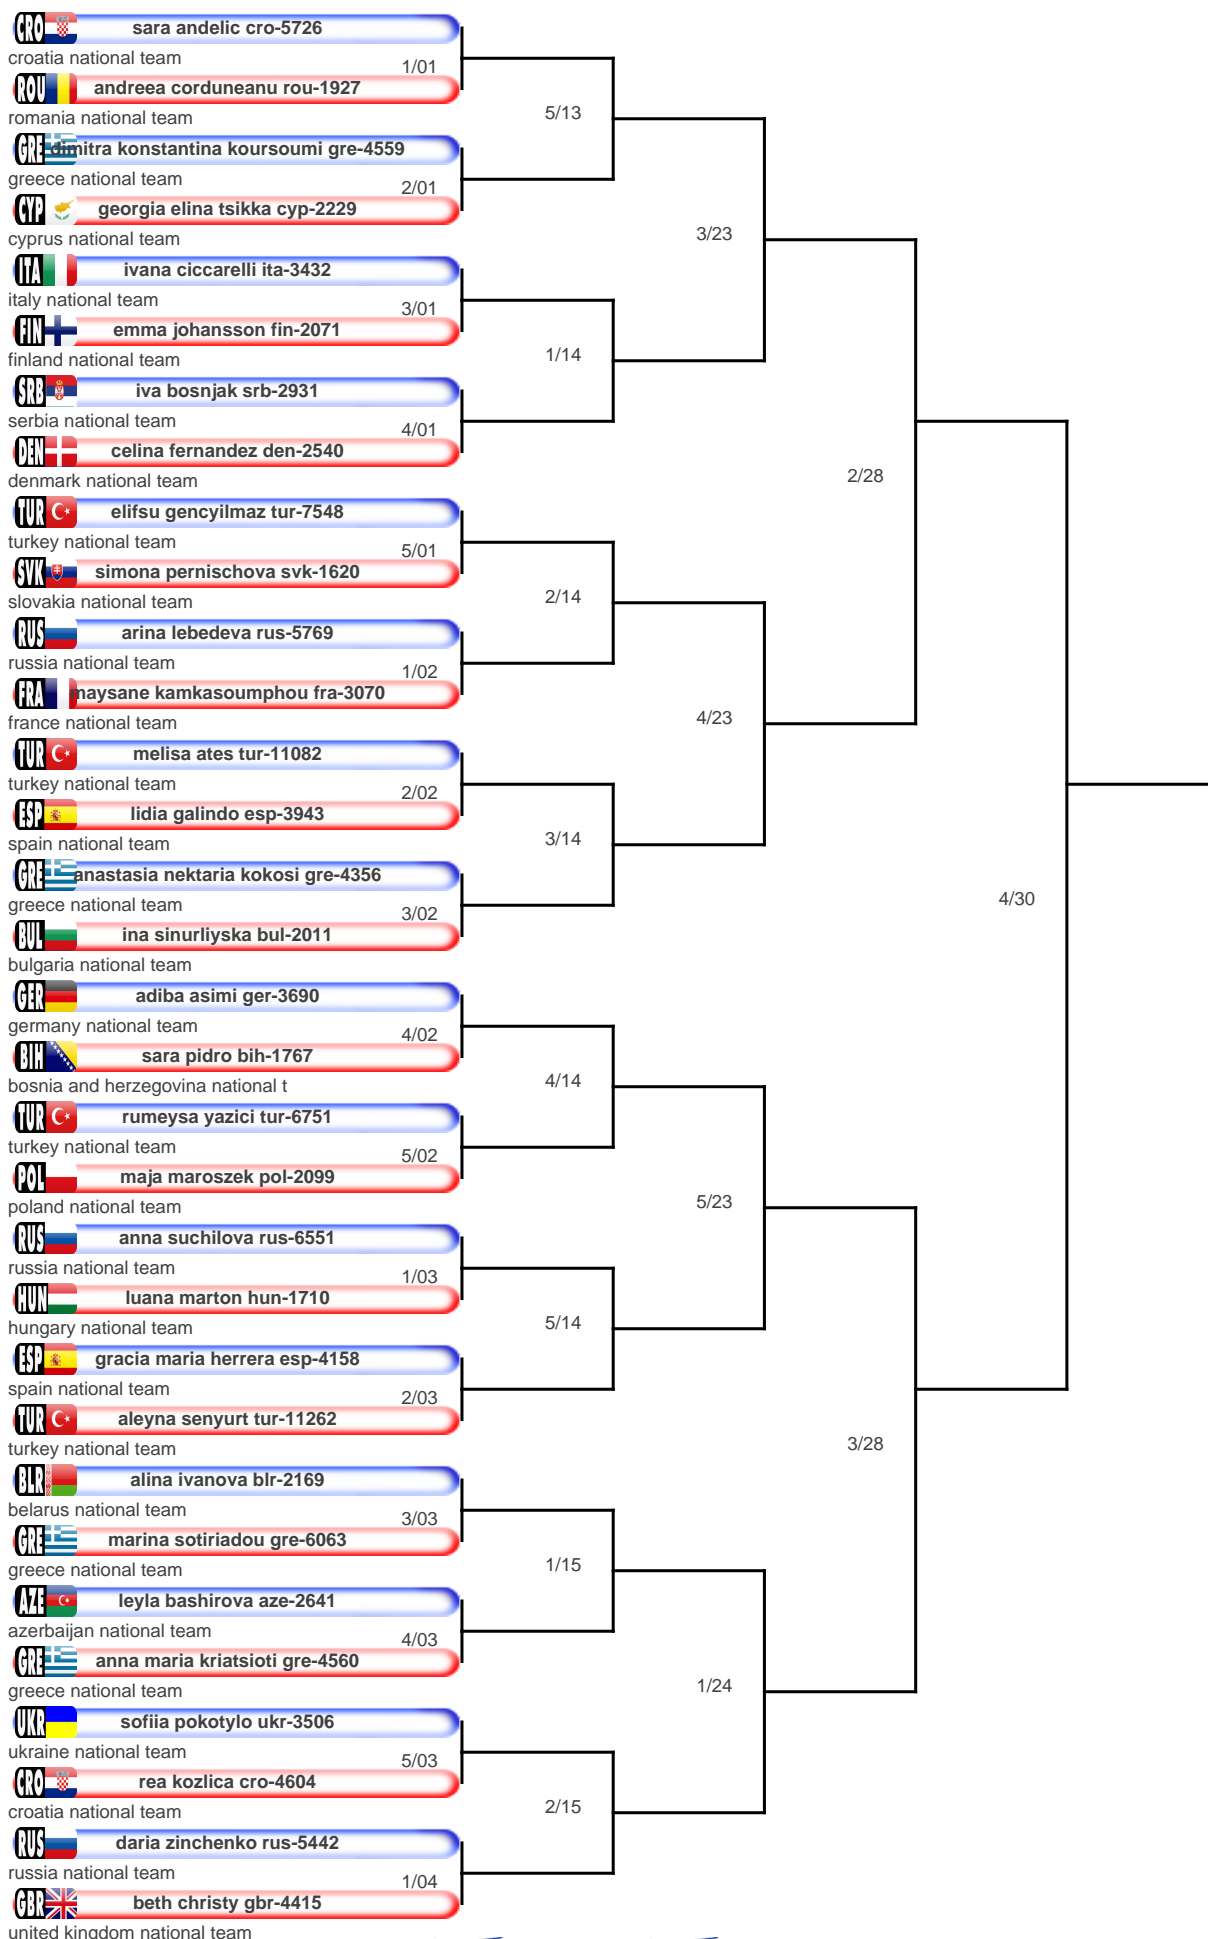 CRO sara andelic cro-5726
croatia national team
1/01
ROU andreea corduneanu rou-1927
romania national team
5/13
GRE dimitra konstantina koursoumi gre-4559
greece national team
2/01
CYP georgia elina tsikka cyp-2229
cyprus national team
3/23
ITA ivana ciccarelli ita-3432
italy national team
3/01
FIN emma johansson fin-2071
finland national team
1/14
SRB iva bosnjak srb-2931
serbia national team
4/01
DEN celina fernandez den-2540
denmark national team
2/28
TUR elifsu gencyilmaz tur-7548
turkey national team
5/01
SVK simona pernischova svk-1620
slovakia national team
2/14
RUS arina lebedeva rus-5769
russia national team
1/02
FRA maysane kamkasoumphou fra-3070
france national team
4/23
TUR melisa ates tur-11082
turkey national team
2/02
ESP lidia galindo esp-3943
spain national team
3/14
GRE anastasia nektaria kokosi gre-4356
greece national team
3/02
4/30
BUL ina sinurliyska bul-2011
bulgaria national team
GER adiba asimi ger-3690
germany national team
4/02
BIH sara pidro bih-1767
bosnia and herzegovina national t
4/14
TUR rumeysa yazici tur-6751
turkey national team
5/02
POL maja maroszek pol-2099
poland national team
5/23
RUS anna suchilova rus-6551
russia national team
1/03
HUN luana marton hun-1710
hungary national team
5/14
ESP gracia maria herrera esp-4158
spain national team
2/03
TUR aleyna senyurt tur-11262
turkey national team
3/28
BLR alina ivanova blr-2169
belarus national team
3/03
GRE marina sotiriadou gre-6063
greece national team
1/15
AZE leyla bashirova aze-2641
azerbaijan national team
4/03
GRE anna maria kriatsioti gre-4560
greece national team
1/24
UKR sofiia pokotylo ukr-3506
ukraine national team
5/03
CRO rea kozlica cro-4604
croatia national team
2/15
RUS daria zinchenko rus-5442
russia national team
1/04
GBR beth christy gbr-4415
united kingdom national team